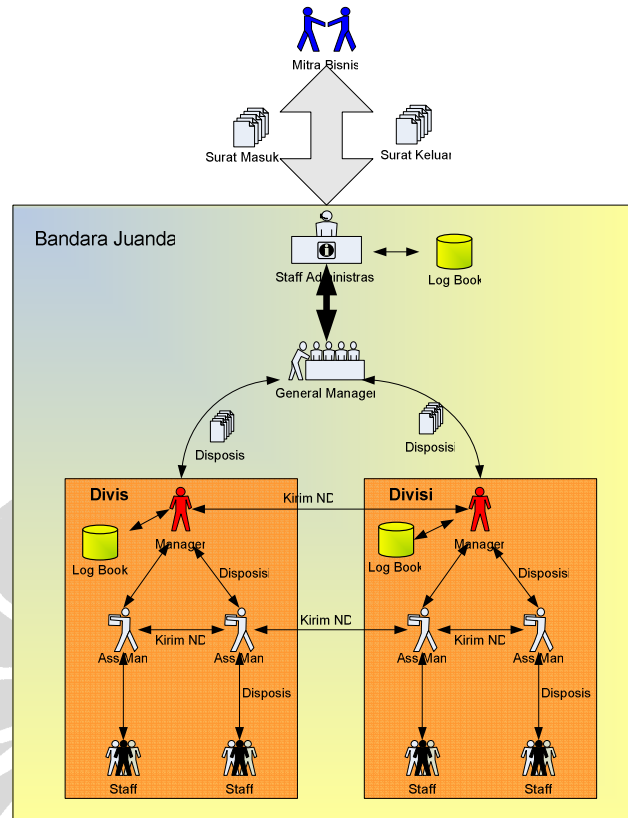 Mitra Bisnis
Surat Masuk
Surat Keluar
Bandara Juanda
Staff Administras
Log Book
General Manager
Disposis
Disposisi
Divis
Divisi
Kirim ND
Manager
Manager
Log Book
Log Book
Disposisi
Disposisi
Kirim ND
Kirim ND
Kirim ND
Ass Man
Ass Man
Ass Man
Ass Man
Disposis
Disposis
Staff
Staff
Staff
Staff